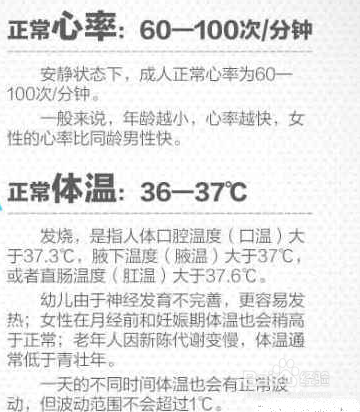 正常心率：60—100次/分钟
安静状态下，成人正常心率为60—
100次/分钟。
一般来说，年龄越小，心率越快，女
性的心率比同龄男性快。
正常体温：36—37℃
发烧，是指人体口腔温度（口温）大
于37.3℃，腋下温度（腋温）大于37℃，
或者直肠温度（肛温）大于37.6℃。
幼儿由于神经发育不完善，更容易发
热；女性在月经前和妊娠期体温也会稍高
于正常；老年人因新陈代谢变慢，体温通
常低于青壮年。
一天的不同时间体温也会有正常波
动，但波动范围不会超过1℃。